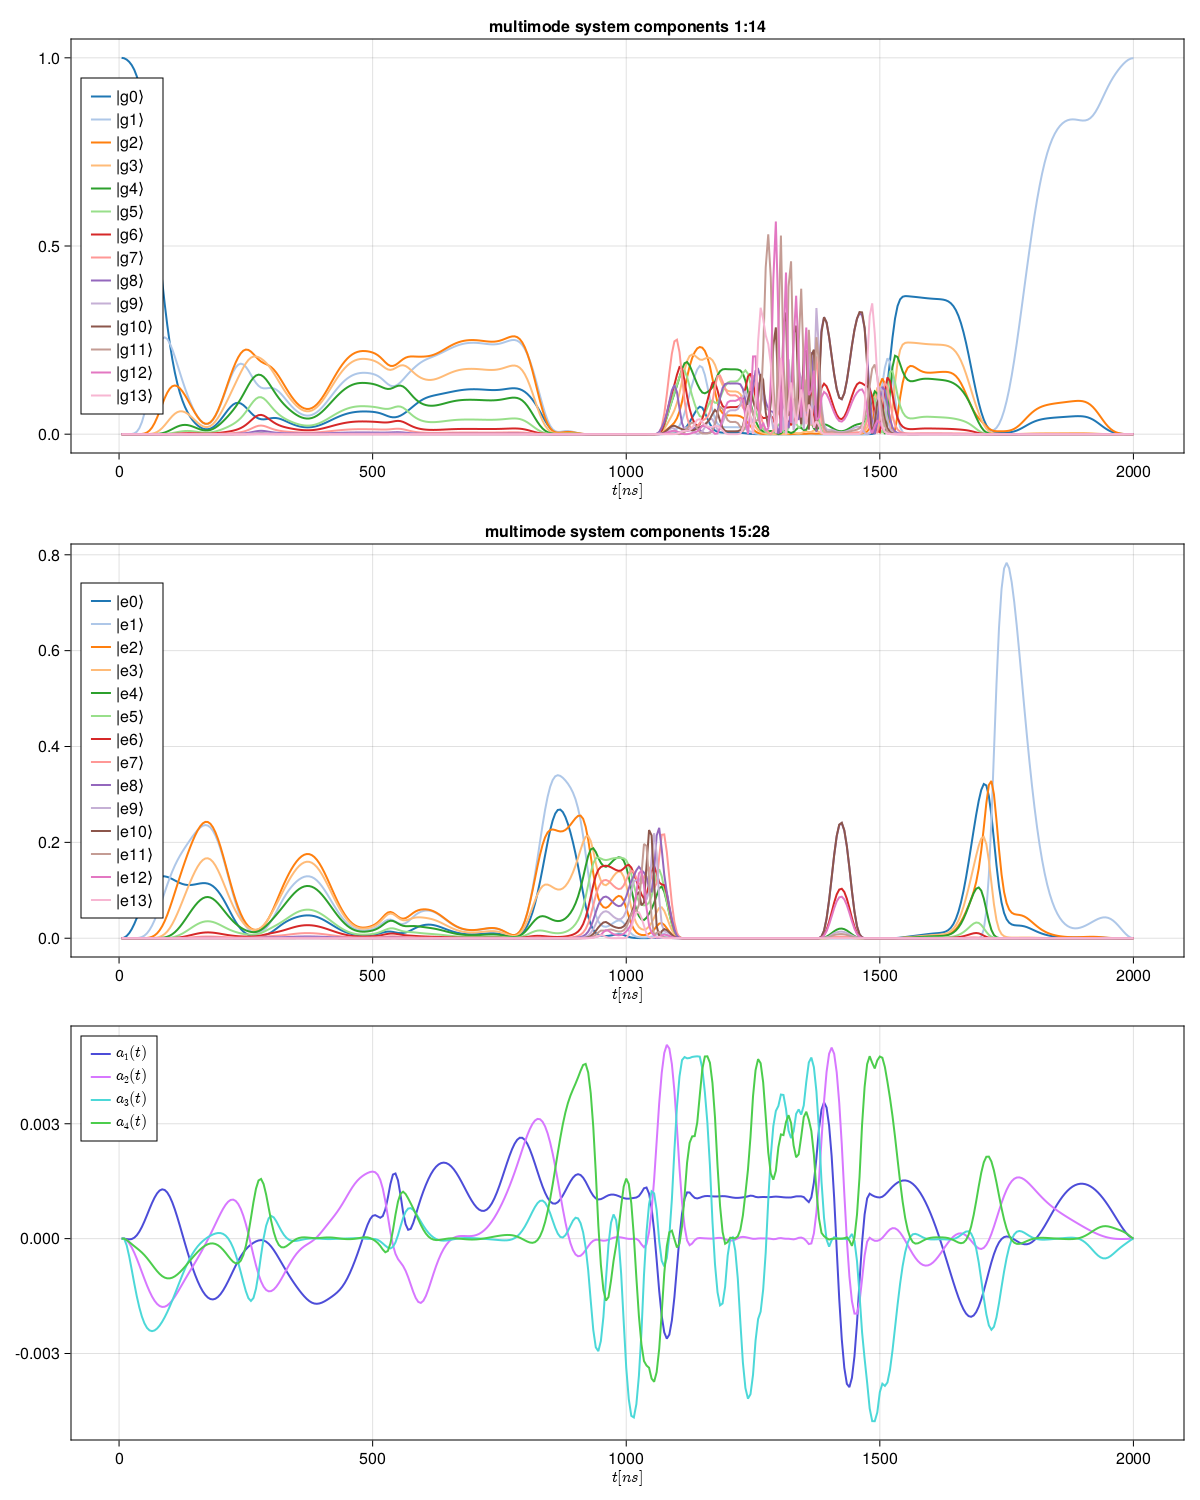 multimode system components 1:14
1.0
0.5
0.0
|g0⟩
|g1⟩
|g2⟩
|g3⟩
|g4⟩
|g5⟩
|g6⟩
|g7⟩
|g8⟩
|g9⟩
|g10⟩
|g11⟩
|g12⟩
|g13⟩
0 500 1000 1500 2000
t[ns]
multimode system components 15:28
0.8
0.6
0.4
0.2
0.0
|e0⟩
|e1⟩
|e2⟩
|e3⟩
|e4⟩
|e5⟩
|e6⟩
|e7⟩
|e8⟩
|e9⟩
|e10⟩
|e11⟩
|e12⟩
|e13⟩
0 500 1000 1500 2000
t[ns]
a₁(t)
a₂(t)
a₃(t)
a₄(t)
0.003
0.000
-0.003
0 500 1000 1500 2000
t[ns]